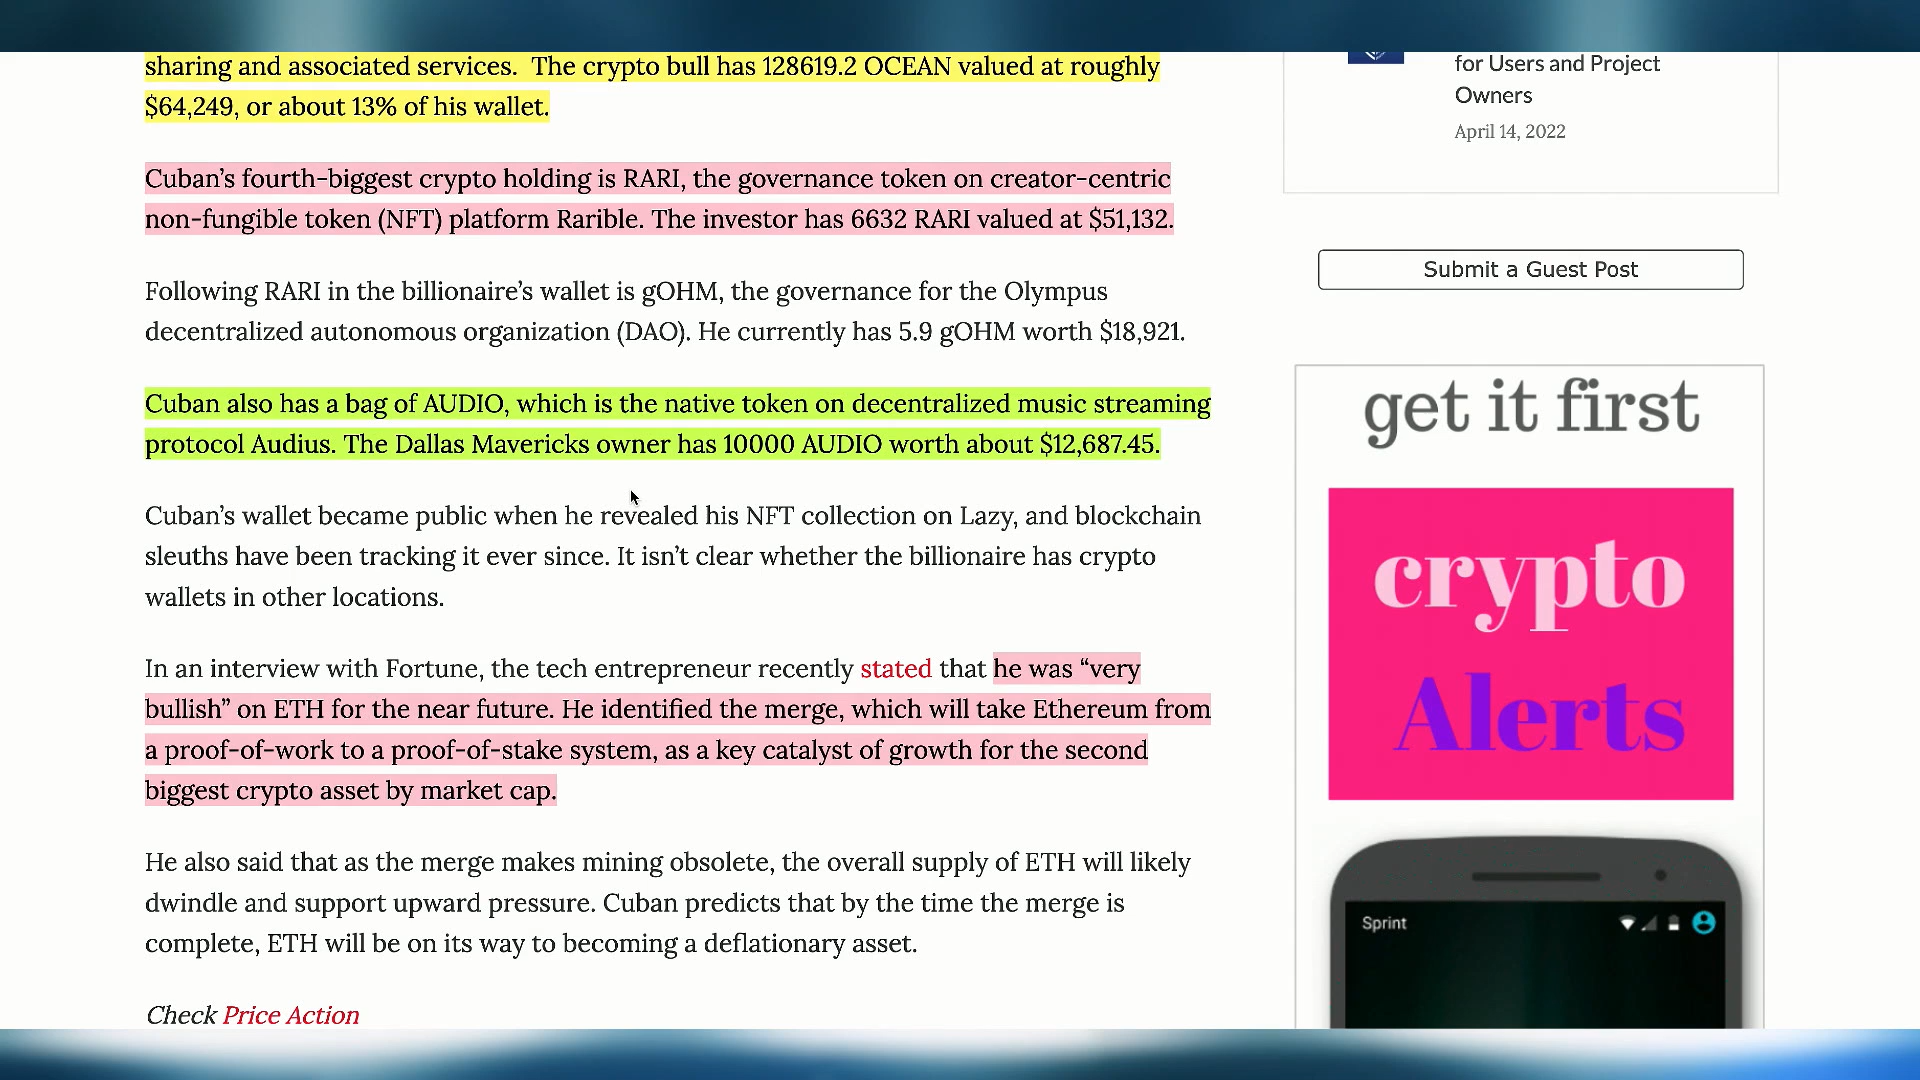 sharing and associated services.  The crypto bull has 128619.2 OCEAN valued at roughly
$64,249, or about 13% of his wallet.
Cuban’s fourth-biggest crypto holding is RARI, the governance token on creator-centric
non-fungible token (NFT) platform Rarible. The investor has 6632 RARI valued at $51,132.
Following RARI in the billionaire’s wallet is gOHM, the governance for the Olympus
decentralized autonomous organization (DAO). He currently has 5.9 gOHM worth $18,921.
Cuban also has a bag of AUDIO, which is the native token on decentralized music streaming
protocol Audius. The Dallas Mavericks owner has 10000 AUDIO worth about $12,687.45.
Cuban’s wallet became public when he revealed his NFT collection on Lazy, and blockchain
sleuths have been tracking it ever since. It isn’t clear whether the billionaire has crypto
wallets in other locations.
In an interview with Fortune, the tech entrepreneur recently stated that he was “very
bullish” on ETH for the near future. He identified the merge, which will take Ethereum from
a proof-of-work to a proof-of-stake system, as a key catalyst of growth for the second
biggest crypto asset by market cap.
He also said that as the merge makes mining obsolete, the overall supply of ETH will likely
dwindle and support upward pressure. Cuban predicts that by the time the merge is
complete, ETH will be on its way to becoming a deflationary asset.
Check Price Action
for Users and Project
Owners
April 14, 2022
Submit a Guest Post
get it first
crypto
Alerts
Sprint